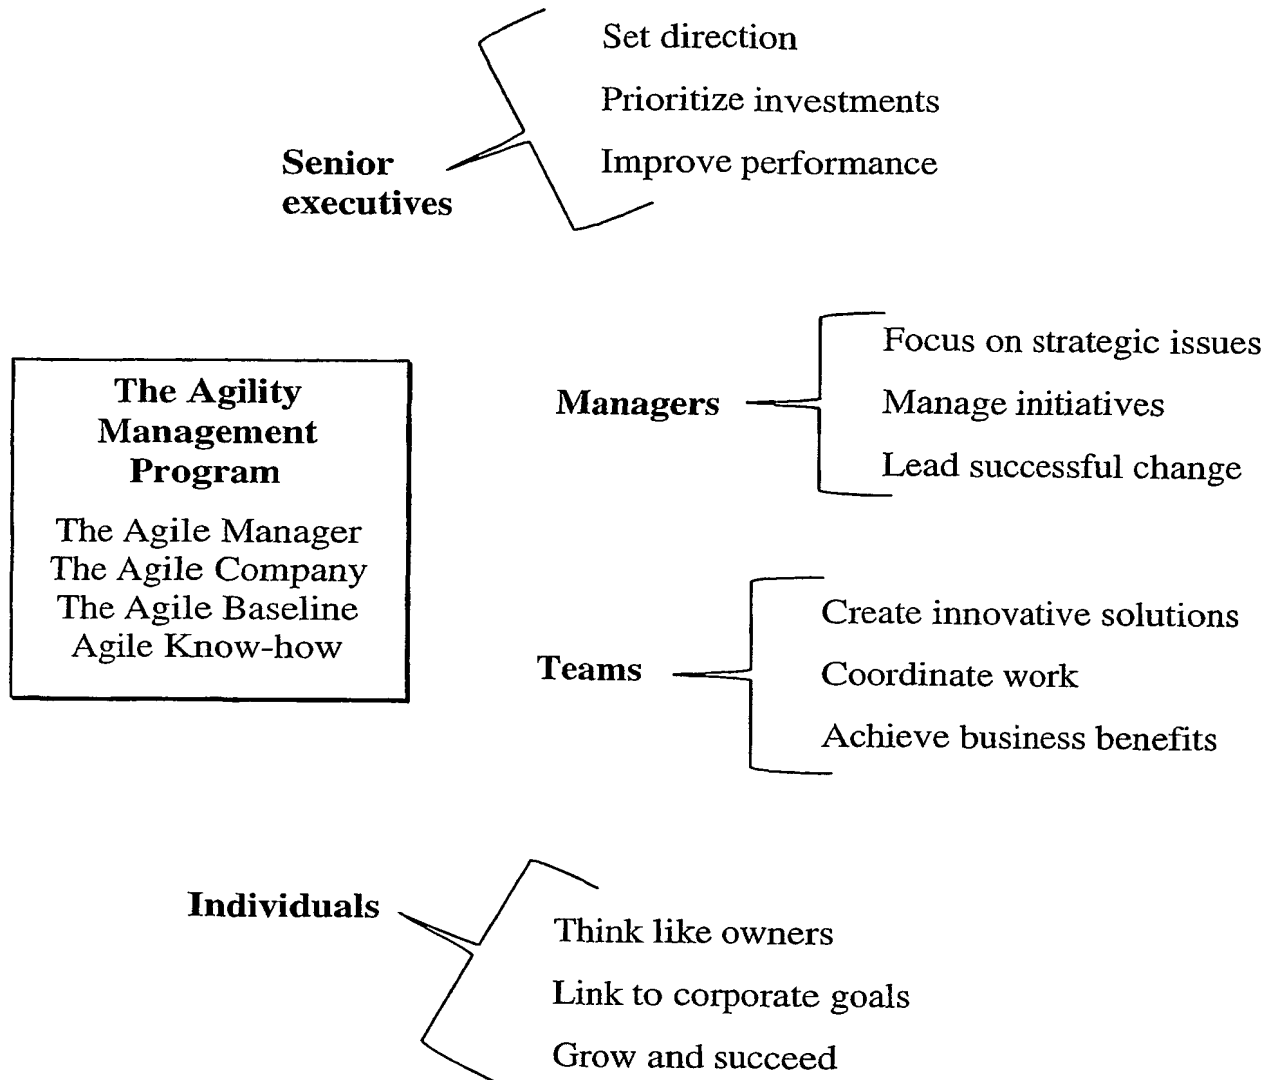 Set direction
Prioritize investments
Improve performance
Senior
executives
Focus on strategic issues
Manage initiatives
Lead successful change
Managers
The Agility
Management
Program
The Agile Manager
The Agile Company
The Agile Baseline
Agile Know-how
Create innovative solutions
Coordinate work
Achieve business benefits
Teams
Individuals
Think like owners
Link to corporate goals
Grow and succeed